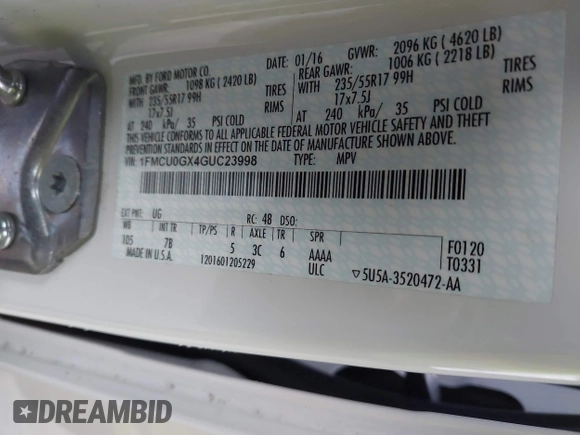 MFD. BY FORD MOTOR CO.
01/16 GVWR: 2096 KG ( 4620 LB)
FRONT GAWR: 1098 KG ( 2420 LB) REAR GAWR: 1006 KG ( 2218 LB)
WITH 235/55R17 99H TIRES WITH 235/55R17 99H TIRES
17x7.5J RIMS 17x7.5J RIMS
AT 240 kPa/ 35 PSI COLD AT 240 kPa/ 35 PSI COLD
THIS VEHICLE CONFORMS TO ALL APPLICABLE FEDERAL MOTOR VEHICLE SAFETY AND THEFT
PREVENTION STANDARDS IN EFFECT ON THE DATE OF MANUFACTURE SHOWN ABOVE.
VIN: 1FMCU0GX4GUC23998 TYPE: MPV
EXT PNT: UG RC: 48 DSO:
WB INT TR TP/PS R AXLE TR SPR
105 7B 5 3C 6 AAAA
F0120
T0331
MADE IN U.S.A. 1201601205229 ULC ▽5U5A-3520472-AA
DREAMBID